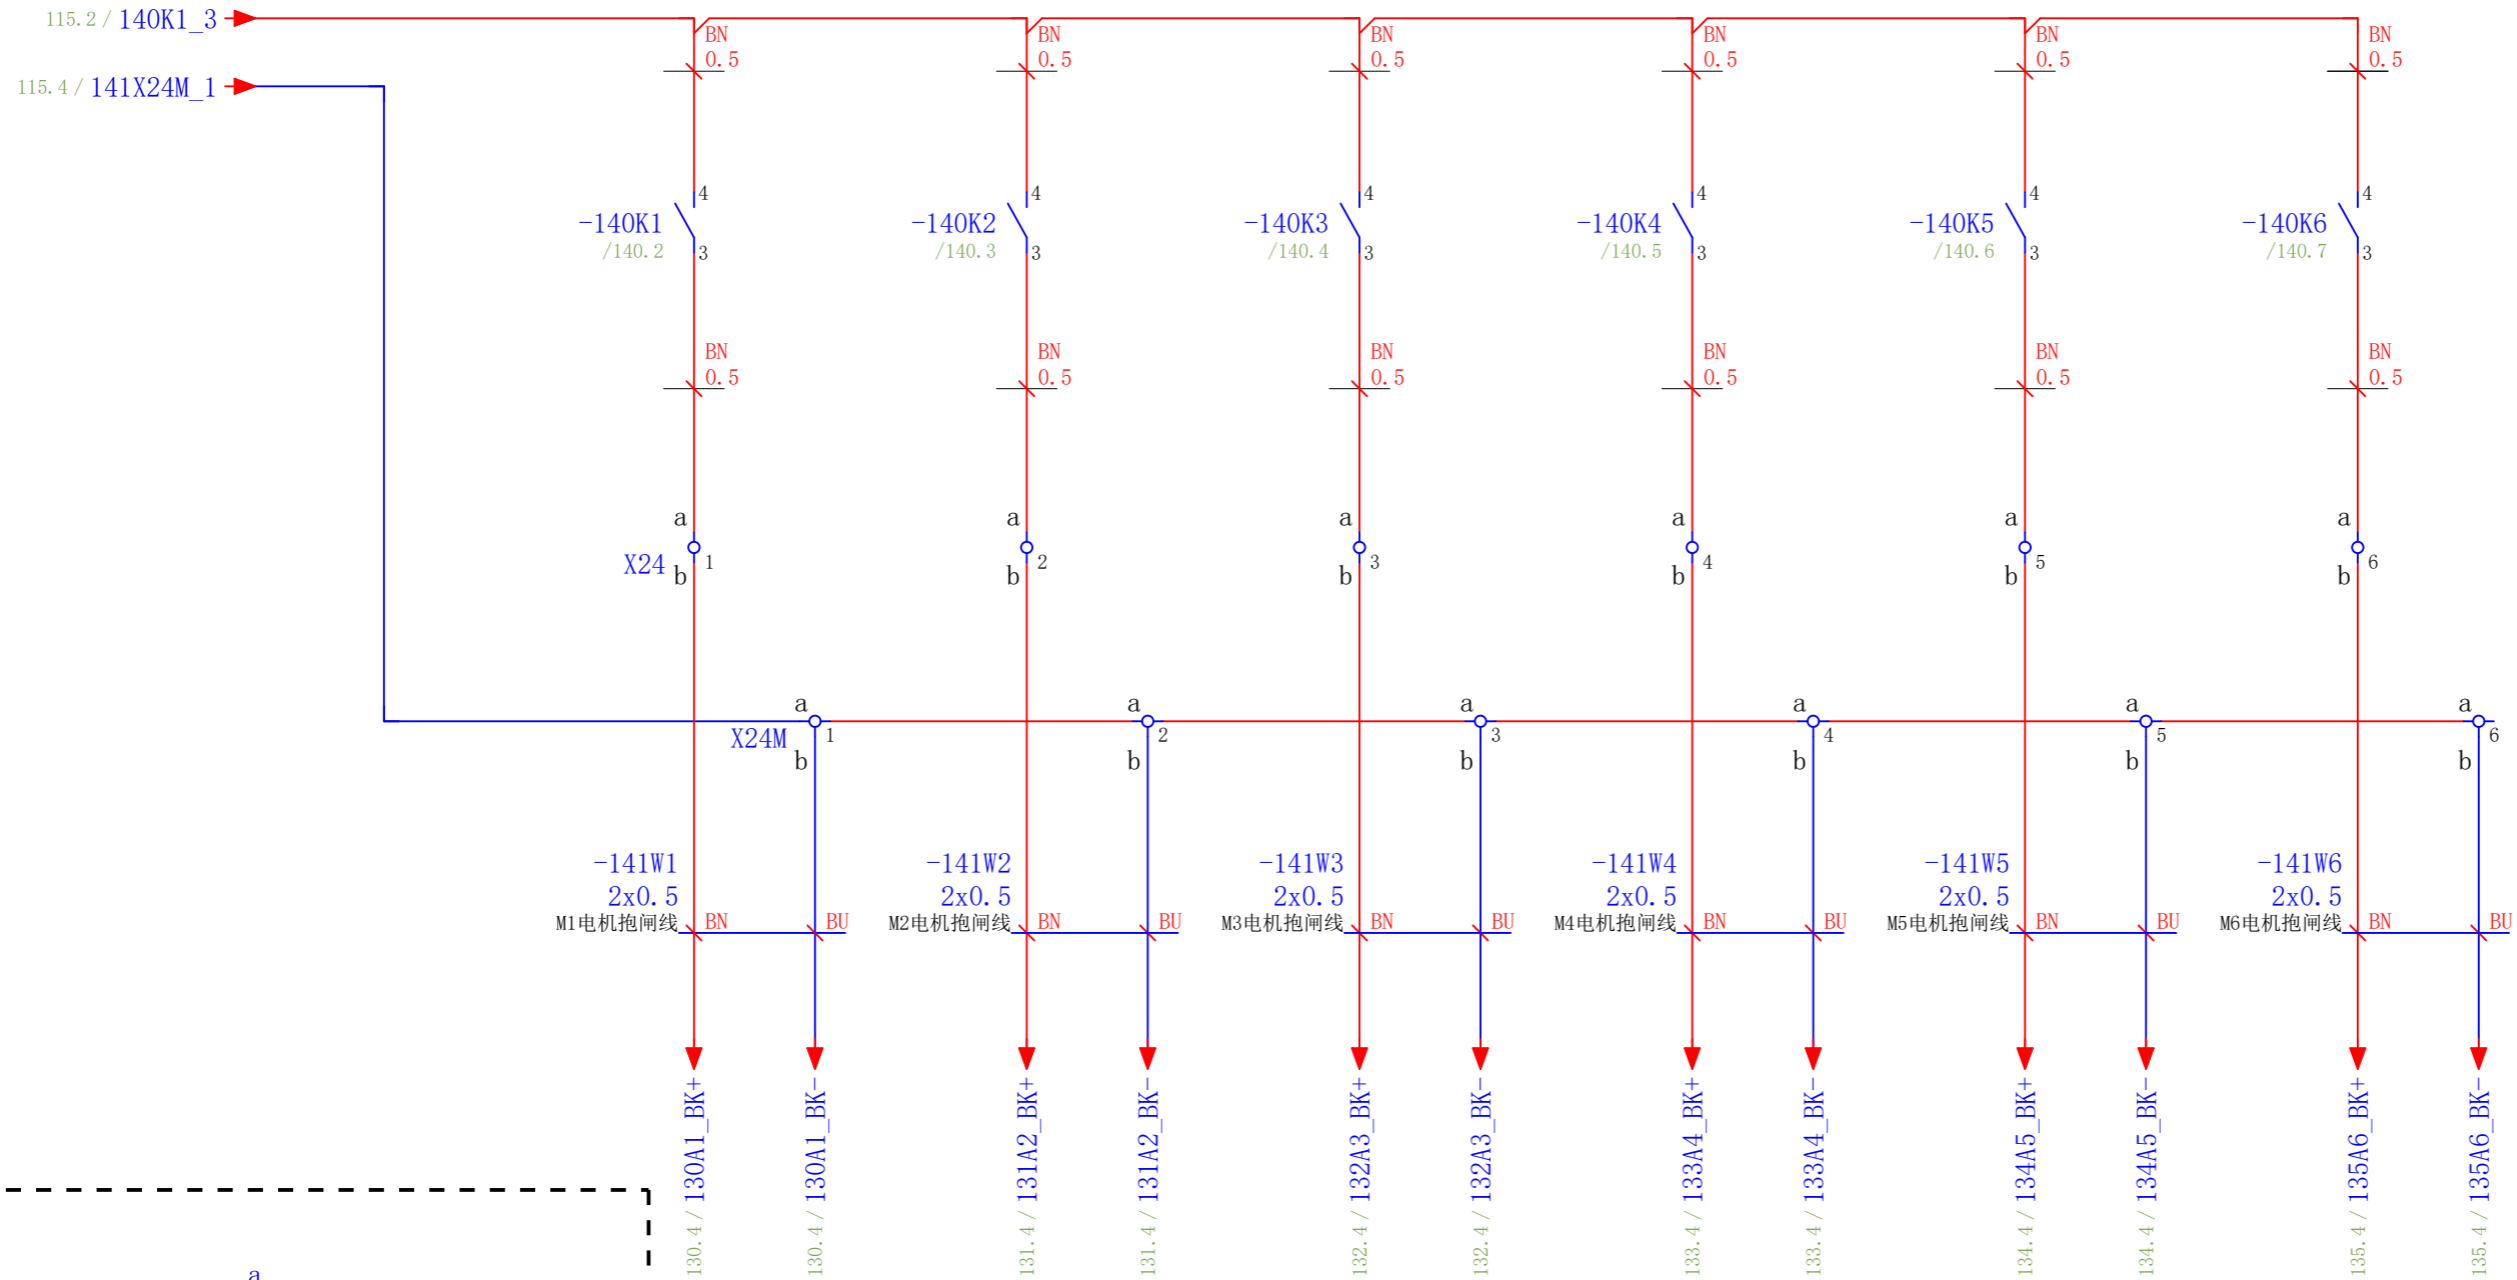 115.2 / 140K1_3
115.4 / 141X24M_1
BN
0.5
BN
0.5
BN
0.5
BN
0.5
BN
0.5
BN
0.5
-140K1
/140.2
4
3
-140K2
/140.3
4
3
-140K3
/140.4
4
3
-140K4
/140.5
4
3
-140K5
/140.6
4
3
-140K6
/140.7
4
3
BN
0.5
BN
0.5
BN
0.5
BN
0.5
BN
0.5
BN
0.5
X24
a
1
b
a
2
b
a
3
b
a
4
b
a
5
b
a
6
b
X24M
a
1
b
a
2
b
a
3
b
a
4
b
a
5
b
a
6
b
-141W1
2x0.5
M1电机抱闸线 BN BU
-141W2
2x0.5
M2电机抱闸线 BN BU
-141W3
2x0.5
M3电机抱闸线 BN BU
-141W4
2x0.5
M4电机抱闸线 BN BU
-141W5
2x0.5
M5电机抱闸线 BN BU
-141W6
2x0.5
M6电机抱闸线 BN BU
130.4 / 130A1_BK+
130.4 / 130A1_BK-
131.4 / 131A2_BK+
131.4 / 131A2_BK-
132.4 / 132A3_BK+
132.4 / 132A3_BK-
133.4 / 133A4_BK+
133.4 / 133A4_BK-
134.4 / 134A5_BK+
134.4 / 134A5_BK-
135.4 / 135A6_BK+
135.4 / 135A6_BK-
a